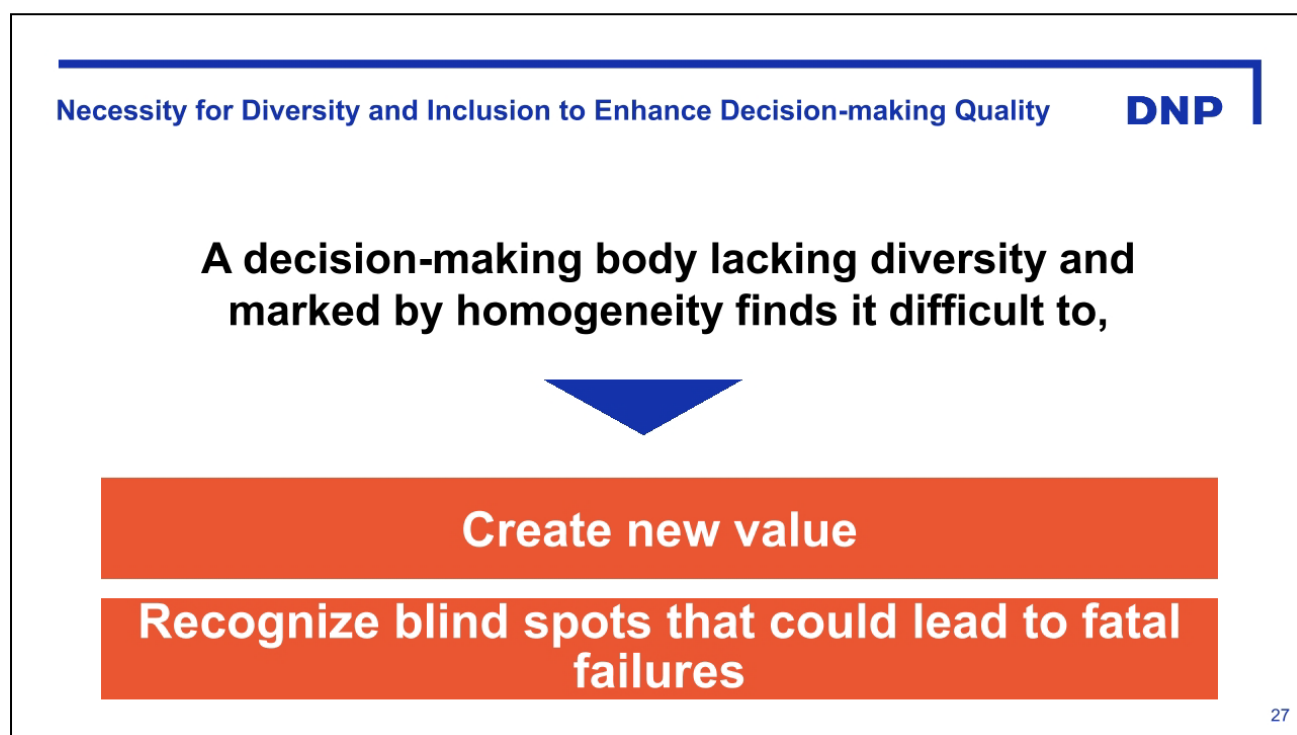 Necessity for Diversity and Inclusion to Enhance Decision-making Quality
DNP
A decision-making body lacking diversity and
marked by homogeneity finds it difficult to,
Create new value
Recognize blind spots that could lead to fatal
failures
27